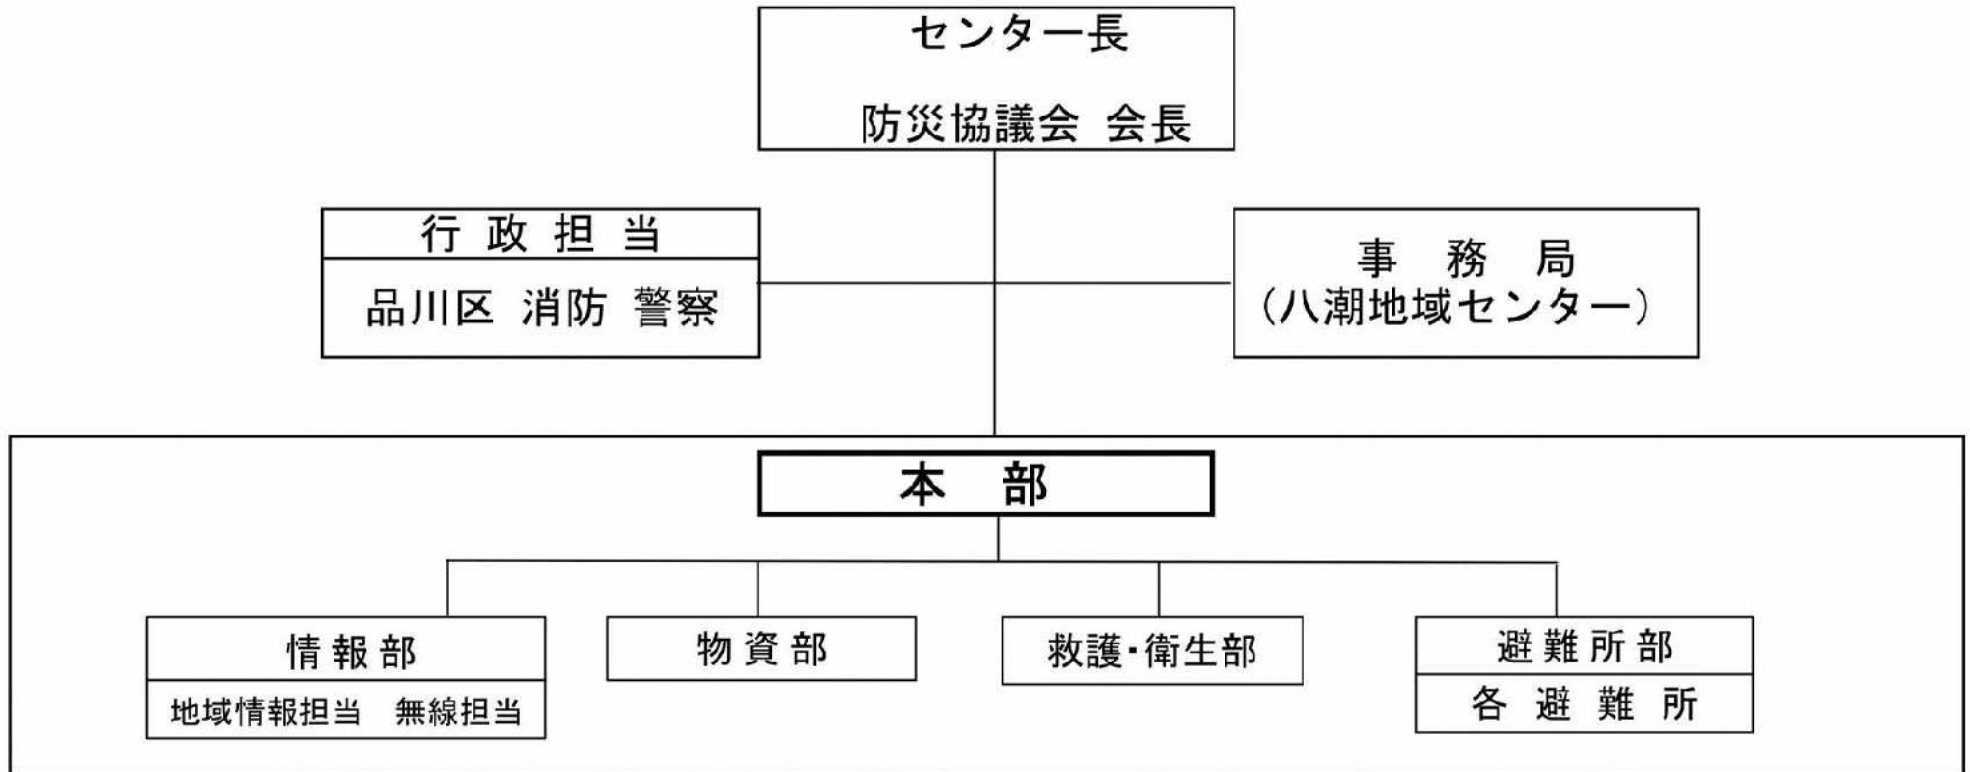 センター長
防災協議会 会長
行政担当
品川区 消防 警察
事務局
（八潮地域センター）
本部
情報部
地域情報担当 無線担当
物資部
救護・衛生部
避難所部
各避難所